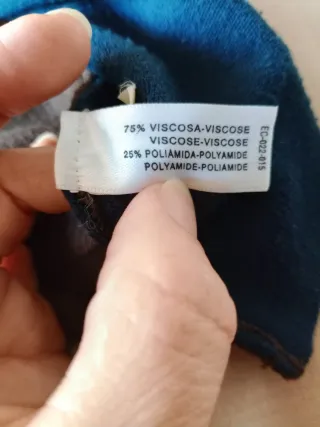 75% VISCOSA-VISCOSE
VISCOSE-VISCOSE
25% POLIAMIDA-POLYAMIDE
POLYAMIDE-POLIAMIDE
EC-022-015